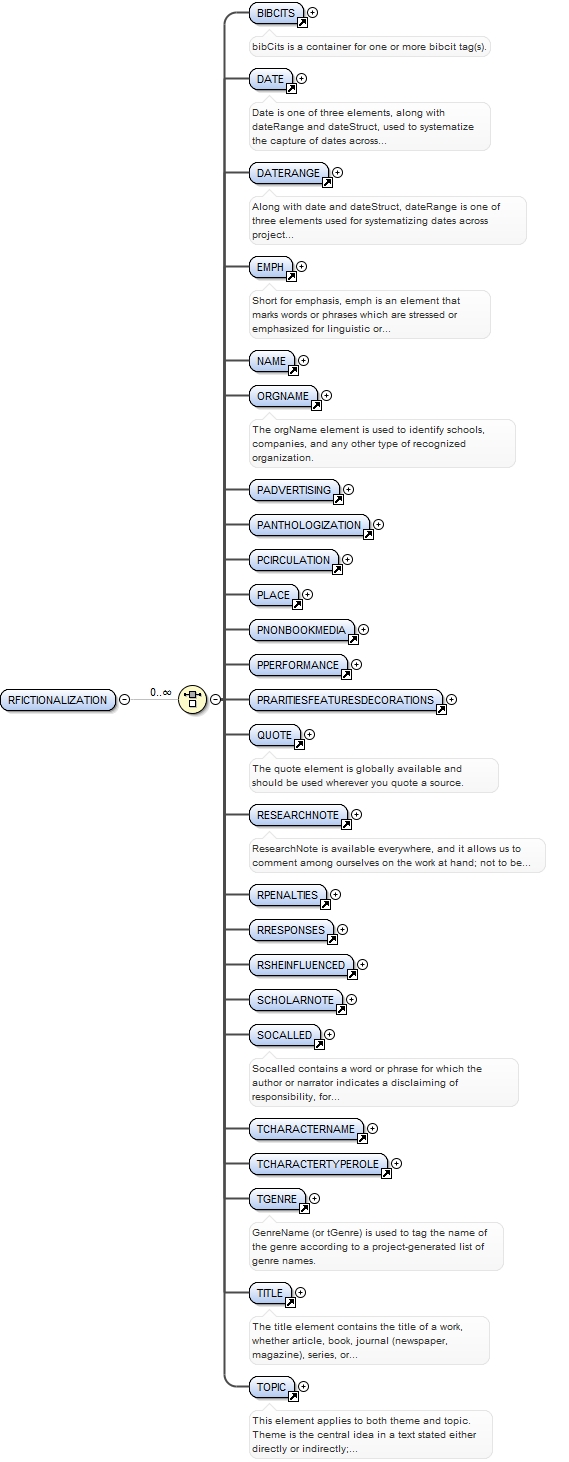 BIBCITS
bibCits is a container for one or more bibcit tag(s).
DATE
Date is one of three elements, along with
dateRange and dateStruct, used to systematize
the capture of dates across...
DATERANGE
Along with date and dateStruct, dateRange is one of
three elements used for systematizing dates across
project...
EMPH
Short for emphasis, emph is an element that
marks words or phrases which are stressed or
emphasized for linguistic or...
NAME
ORGNAME
The orgName element is used to identify schools,
companies, and any other type of recognized
organization.
PADVERTISING
PANTHOLOGIZATION
PCIRCULATION
PLACE
PNONBOOKMEDIA
PPERFORMANCE
RFICTIONALIZATION 0..∞ PRARITIESFEATURESDECORATIONS
QUOTE
The quote element is globally available and
should be used wherever you quote a source.
RESEARCHNOTE
ResearchNote is available everywhere, and it allows us to
comment among ourselves on the work at hand; not to be...
RPENALTIES
RRESPONSES
RSHEINFLUENCED
SCHOLARNOTE
SOCALLED
Socalled contains a word or phrase for which the
author or narrator indicates a disclaiming of
responsibility, for...
TCHARACTERNAME
TCHARACTERTYPEROLE
TGENRE
GenreName (or tGenre) is used to tag the name of
the genre according to a project-generated list of
genre names.
TITLE
The title element contains the title of a work,
whether article, book, journal (newspaper,
magazine), series, or...
TOPIC
This element applies to both theme and topic.
Theme is the central idea in a text stated either
directly or indirectly;...